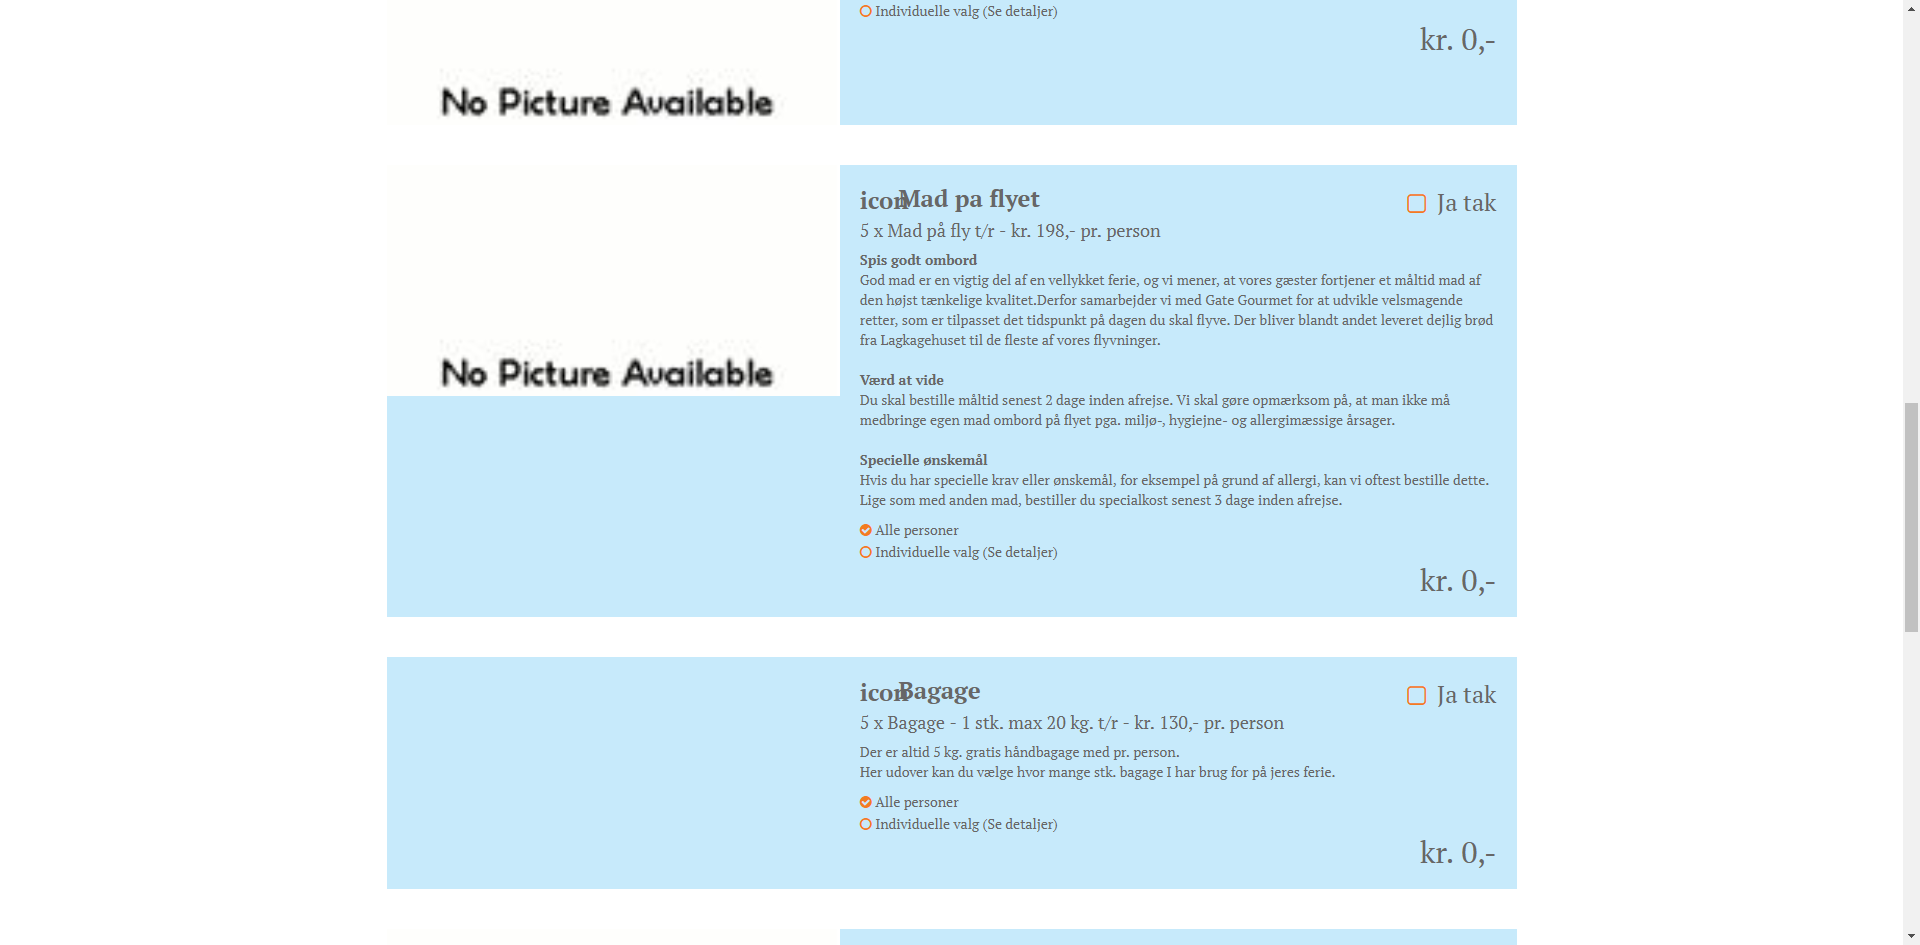 Individuelle valg (Se detaljer)
kr. 0,-
No Picture Available
icon Mad pa flyet
Ja tak
5 x Mad på fly t/r - kr. 198,- pr. person
Spis godt ombord
God mad er en vigtig del af en vellykket ferie, og vi mener, at vores gæster fortjener et måltid mad af
den højst tænkelige kvalitet.Derfor samarbejder vi med Gate Gourmet for at udvikle velsmagende
retter, som er tilpasset det tidspunkt på dagen du skal flyve. Der bliver blandt andet leveret dejlig brød
fra Lagkagehuset til de fleste af vores flyvninger.
No Picture Available
Værd at vide
Du skal bestille måltid senest 2 dage inden afrejse. Vi skal gøre opmærksom på, at man ikke må
medbringe egen mad ombord på flyet pga. miljø-, hygiejne- og allergimæssige årsager.
Specielle ønskemål
Hvis du har specielle krav eller ønskemål, for eksempel på grund af allergi, kan vi oftest bestille dette.
Lige som med anden mad, bestiller du specialkost senest 3 dage inden afrejse.
Alle personer
Individuelle valg (Se detaljer)
kr. 0,-
icon Bagage
Ja tak
5 x Bagage - 1 stk. max 20 kg. t/r - kr. 130,- pr. person
Der er altid 5 kg. gratis håndbagage med pr. person.
Her udover kan du vælge hvor mange stk. bagage I har brug for på jeres ferie.
Alle personer
Individuelle valg (Se detaljer)
kr. 0,-